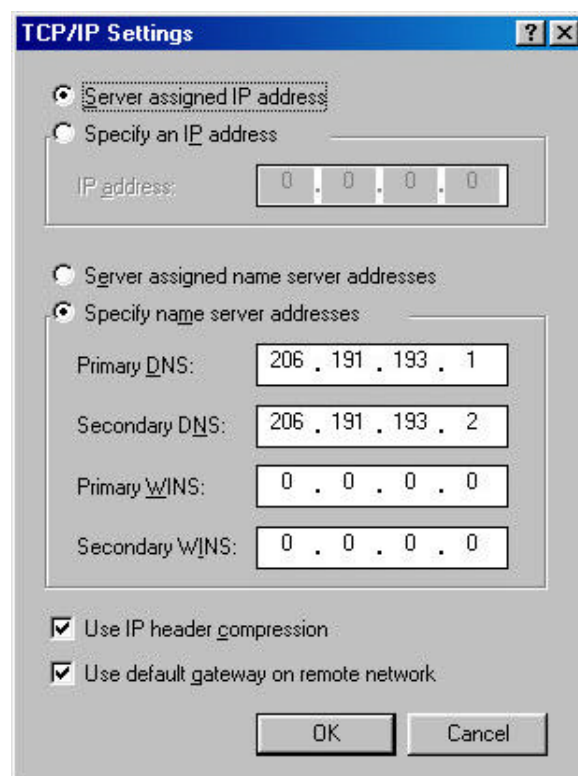 TCP/IP Settings
Server assigned IP address
Specify an IP address
IP address: 0 . 0 . 0 . 0
Server assigned name server addresses
Specify name server addresses
Primary DNS: 206 . 191 . 193 . 1
Secondary DNS: 206 . 191 . 193 . 2
Primary WINS: 0 . 0 . 0 . 0
Secondary WINS: 0 . 0 . 0 . 0
Use IP header compression
Use default gateway on remote network
OK Cancel